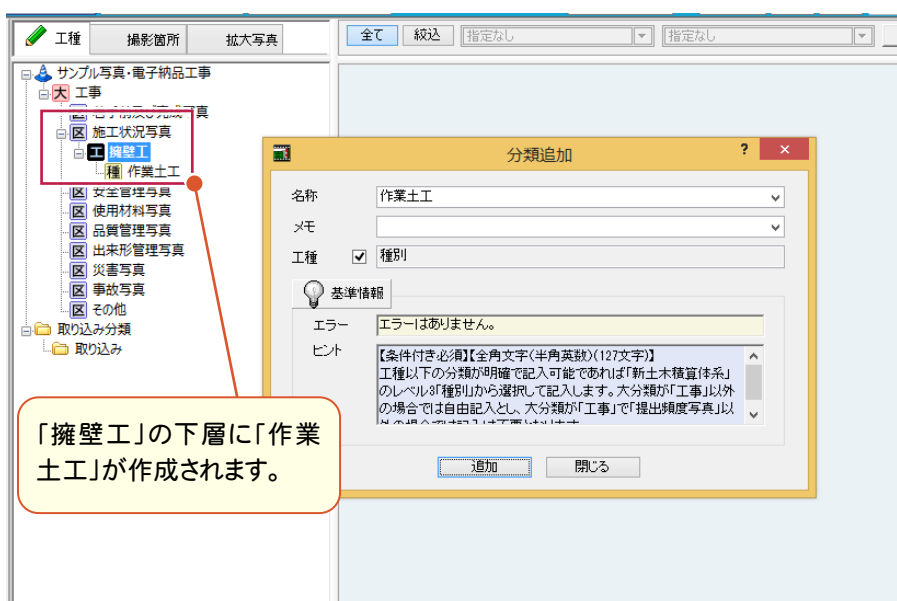 工種 撮影箇所 拡大写真 全て 絞込 指定なし 指定なし
サンプル写真・電子納品工事
大 工事
区 施工状況写真
工 擁壁工
種 作業土工
区 安全管理写真
区 使用材料写真
区 品質管理写真
区 出来形管理写真
区 災害写真
区 事故写真
区 その他
取り込み分類
取り込み
分類追加 ? ×
名称 作業土工
メモ
工種 種別
基準情報
エラー エラーはありません。
ヒント 【条件付き必須】【全角文字(半角英数)(127文字)】
工種以下の分類が明確で記入可能であれば「新土木積算体系」
のレベル3「種別」から選択して記入します。大分類が「工事」以外
の場合では自由記入とし、大分類が「工事」で「提出頻度写真」以
追加 閉じる
「擁壁工」の下層に「作業
土工」が作成されます。